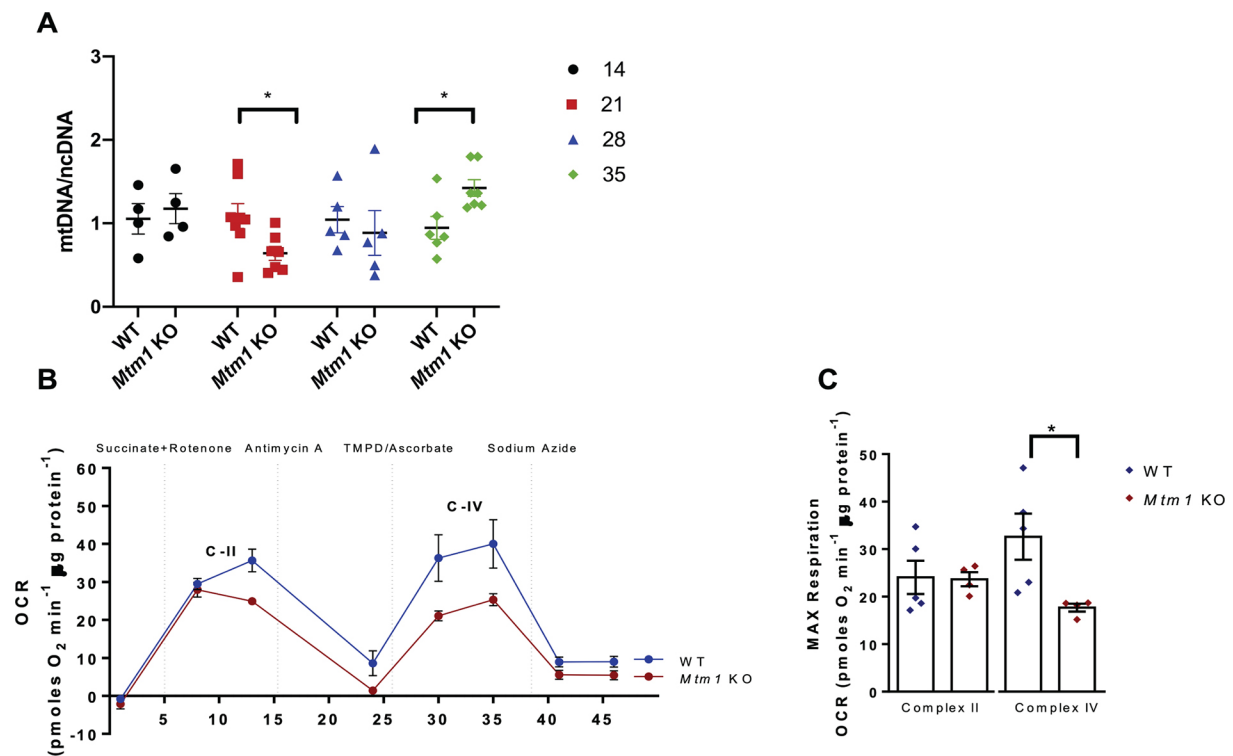 A
mtDNA/ncDNA
3
2
1
0
* *
14
21
28
35
WT Mtm1 KO WT Mtm1 KO WT Mtm1 KO WT Mtm1 KO
B
Succinate+Rotenone Antimycin A TMPD/Ascorbate Sodium Azide
OCR
(pmoles O2 min-1 µg protein-1)
60
50
40
30
20
10
0
-10
C-II
C-IV
5 10 15 20 25 30 35 40 45
WT
Mtm1 KO
C
MAX Respiration
OCR (pmoles O2 min-1 µg protein-1)
50
40
30
20
10
0
*
Complex II Complex IV
WT
Mtm1 KO